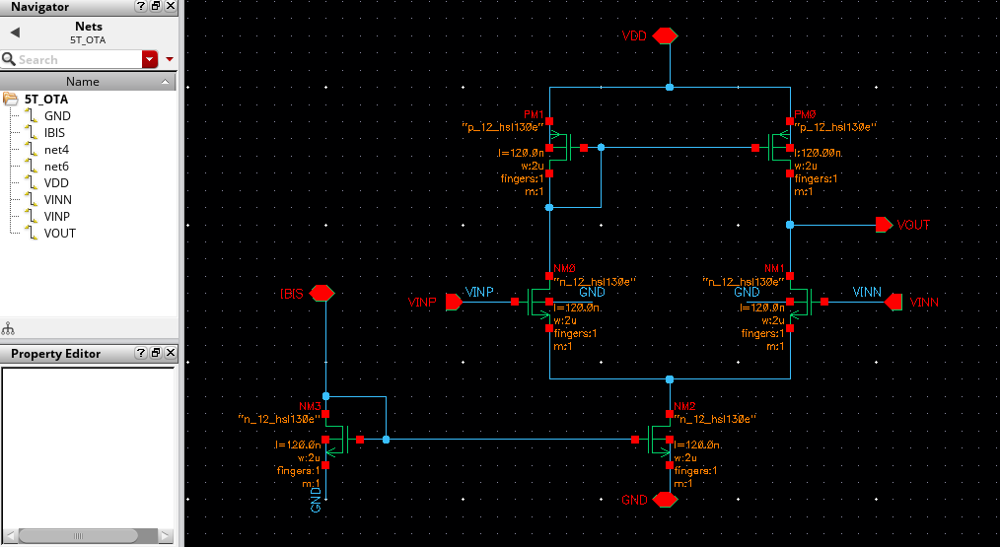 Navigator
? 
Nets
5T_OTA
Search
Name
5T_OTA
GND
IBIS
net4
net6
VDD
VINN
VINP
VOUT
Property Editor
?
VDD
PM1
"p_12_hsl130e"
l=120.0n
w:2u
fingers:1
m:1
PM0
"p_12_hsl130e"
l:120.00n
w:2u
fingers:1
m:1
VOUT
NM0
"n_12_hsl130e"
GND
l=120.0n
w:2u
fingers:1
m:1
VINP
VINP
NM1
"n_12_hsl130e"
GND
l=120.0n
w:2u
fingers:1
m:1
VINN
VINN
IBIS
NM3
"n_12_hsl130e"
l=120.0n
w:2u
fingers:1
m:1
GND
NM2
"n_12_hsl130e"
l=120.0n
w:2u
fingers:1
m:1
GND